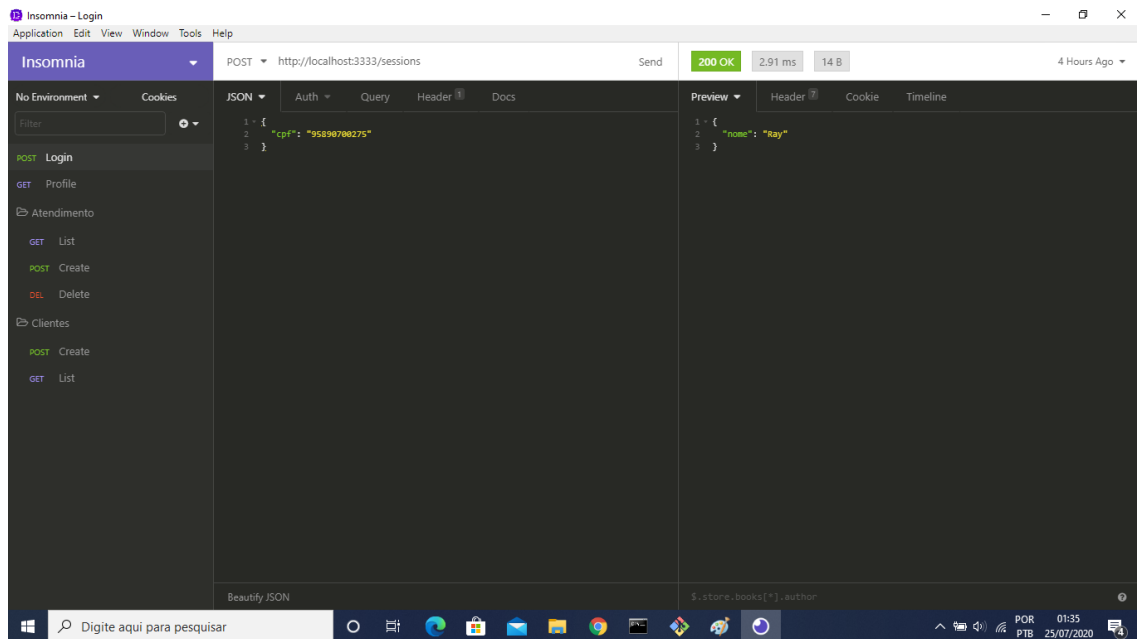 Insomnia – Login
Application Edit View Window Tools Help
Insomnia
POST http://localhost:3333/sessions Send
200 OK 2.91 ms 14 B 4 Hours Ago
No Environment Cookies
JSON Auth Query Header 1 Docs
Preview Header 7 Cookie Timeline
Filter
1 {
2 "cpf": "95890700275"
3 }
1 {
2 "nome": "Ray"
3 }
POST Login
GET Profile
Atendimento
GET List
POST Create
DEL Delete
Clientes
POST Create
GET List
Beautify JSON
$.store.books[*].author
Digite aqui para pesquisar
POR 01:35
PTB 25/07/2020
4